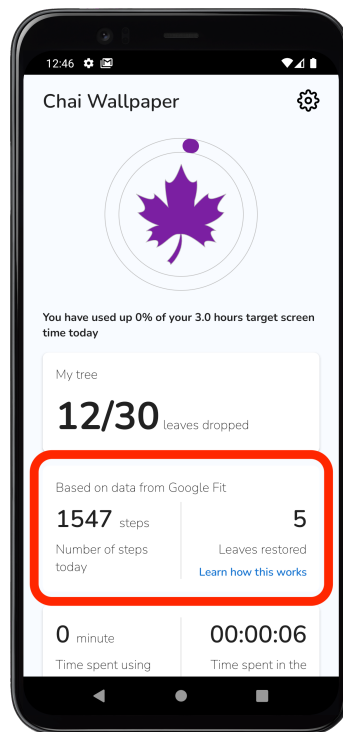 12:46
Chai Wallpaper
You have used up 0% of your 3.0 hours target screen
time today
My tree
12/30 leaves dropped
Based on data from Google Fit
1547 steps
Number of steps
today
5
Leaves restored
Learn how this works
0 minute
Time spent using
00:00:06
Time spent in the